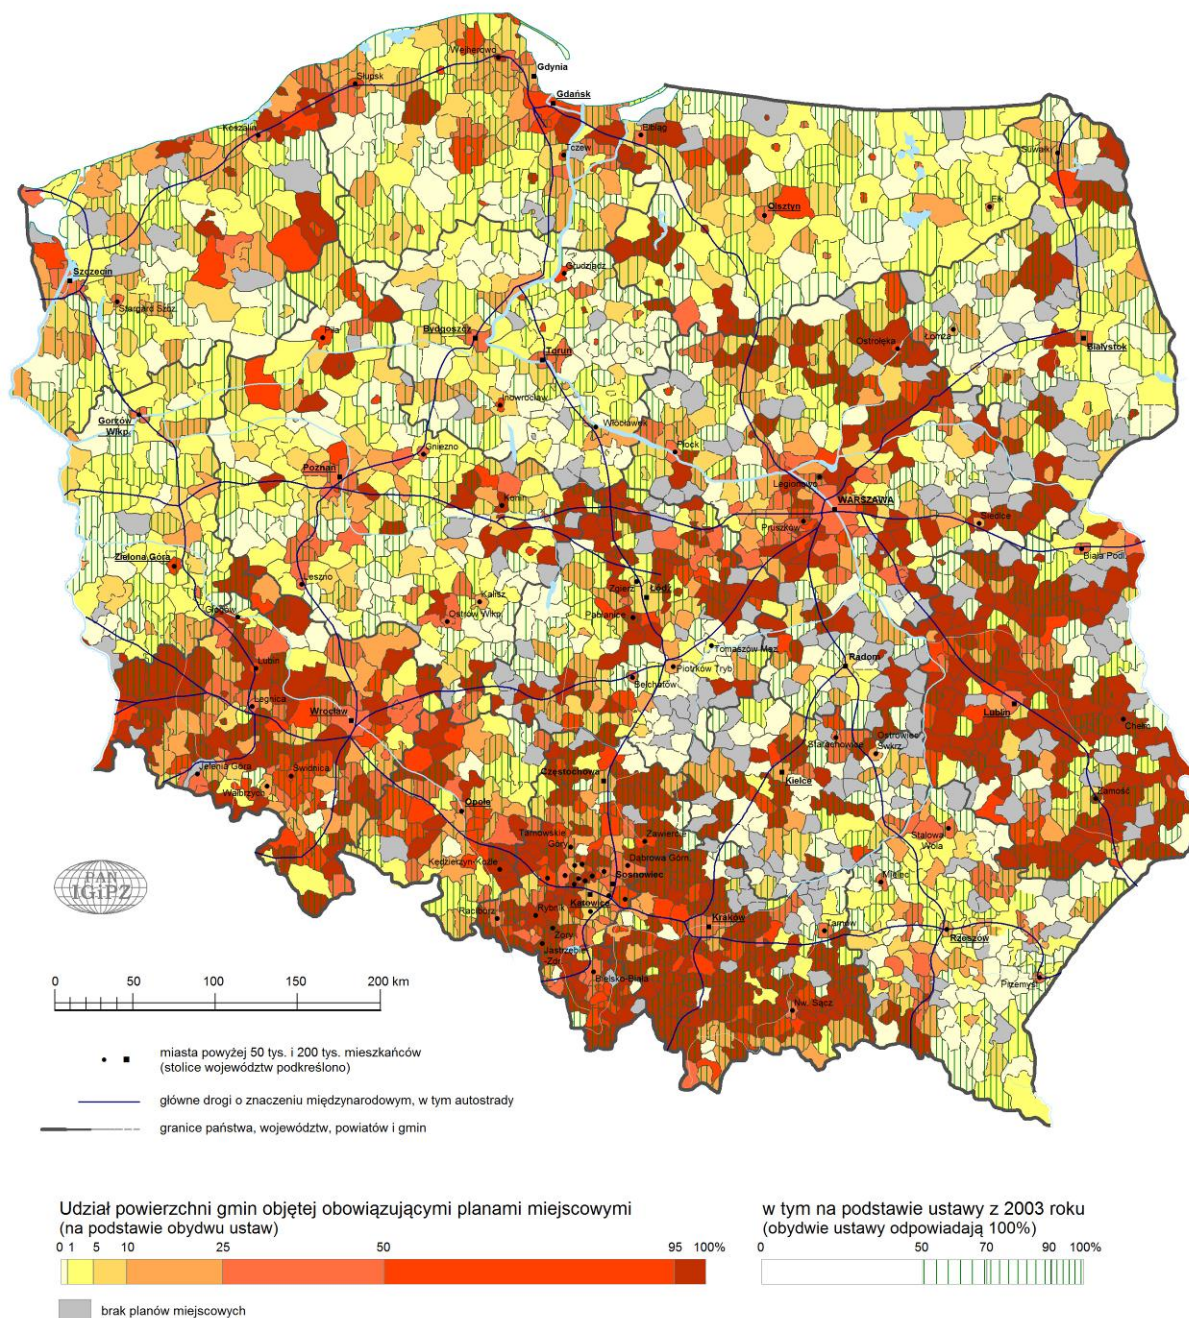 Wejherowo
Gdynia
Słupsk
Gdańsk
Koszalin
Elbląg
Tczew
Suwałki
Olsztyn
Ełk
Szczecin
Grudziądz
Stargard Szcz.
Piła
Bydgoszcz
Łomża
Ostrołęka
Białystok
Toruń
Inowrocław
Gorzów
Wlkp.
Włocławek
Gniezno
Płock
Poznań
Legionowo
Konin
WARSZAWA
Pruszków
Siedlce
Zielona Góra
Biała Podl.
Leszno
Zgierz
Łódź
Kalisz
Głogów
Ostrów Wlkp.
Pabianice
Tomaszów Maz.
Lubin
Piotrków Tryb.
Radom
Bełchatów
Legnica
Wrocław
Lublin
Chełm
Starachowice
Ostrowiec
Świkrz.
Jelenia Góra
Świdnica
Częstochowa
Kielce
Wałbrzych
Zamość
Opole
Tarnowskie
Góry
Zawiercie
Stalowa
Wola
Kędzierzyn-Koźle
Dąbrowa Górn.
Sosnowiec
Mielec
Katowice
Racibórz
Rybnik
Kraków
Żory
Tarnów
Rzeszów
Jastrzębie
-Zdr.
Bielsko-Biała
Przemyśl
Nw. Sącz
PAN
IGiPZ
0 50 100 150 200 km
miasta powyżej 50 tys. i 200 tys. mieszkańców
(stolice województw podkreślono)
główne drogi o znaczeniu międzynarodowym, w tym autostrady
granice państwa, województw, powiatów i gmin
Udział powierzchni gmin objętej obowiązującymi planami miejscowymi
(na podstawie obydwu ustaw)
0 1 5 10 25 50 95 100%
brak planów miejscowych
w tym na podstawie ustawy z 2003 roku
(obydwie ustawy odpowiadają 100%)
0 50 70 90 100%